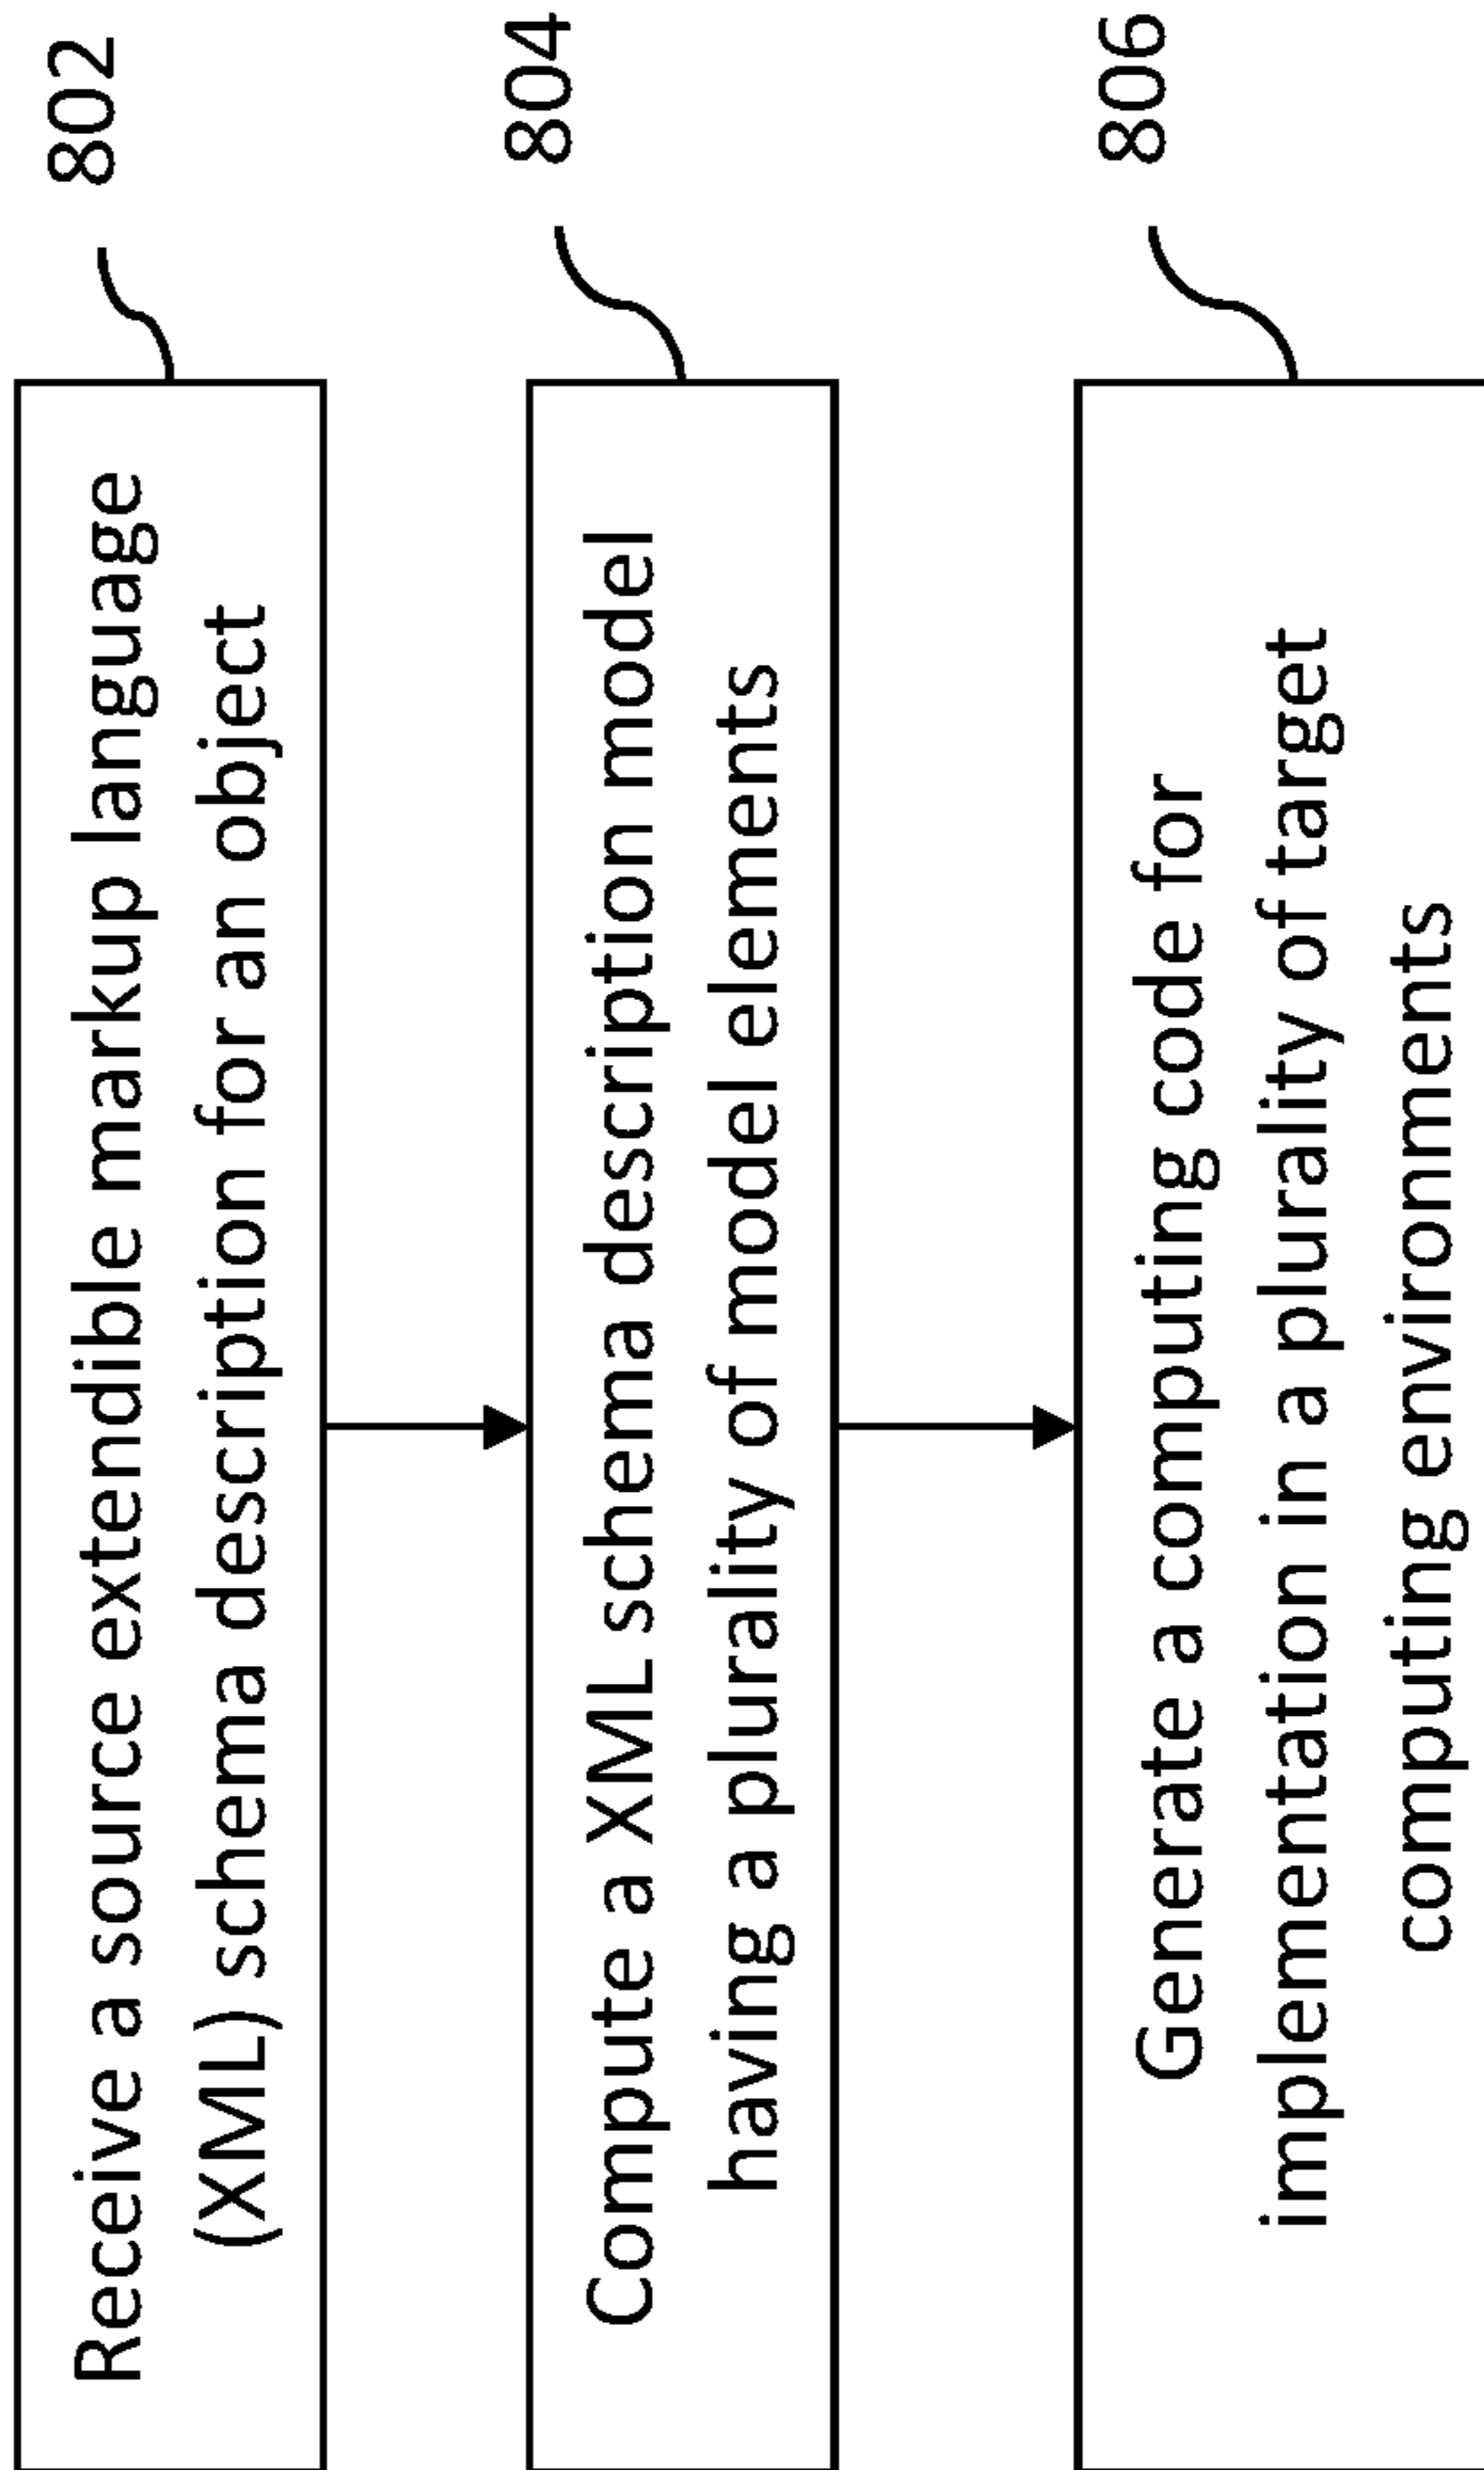 802
Receive a source extendible markup language
(XML) schema description for an object
804
Compute a XML schema description model
having a plurality of model elements
806
Generate a computing code for
implementation in a plurality of target
computing environments